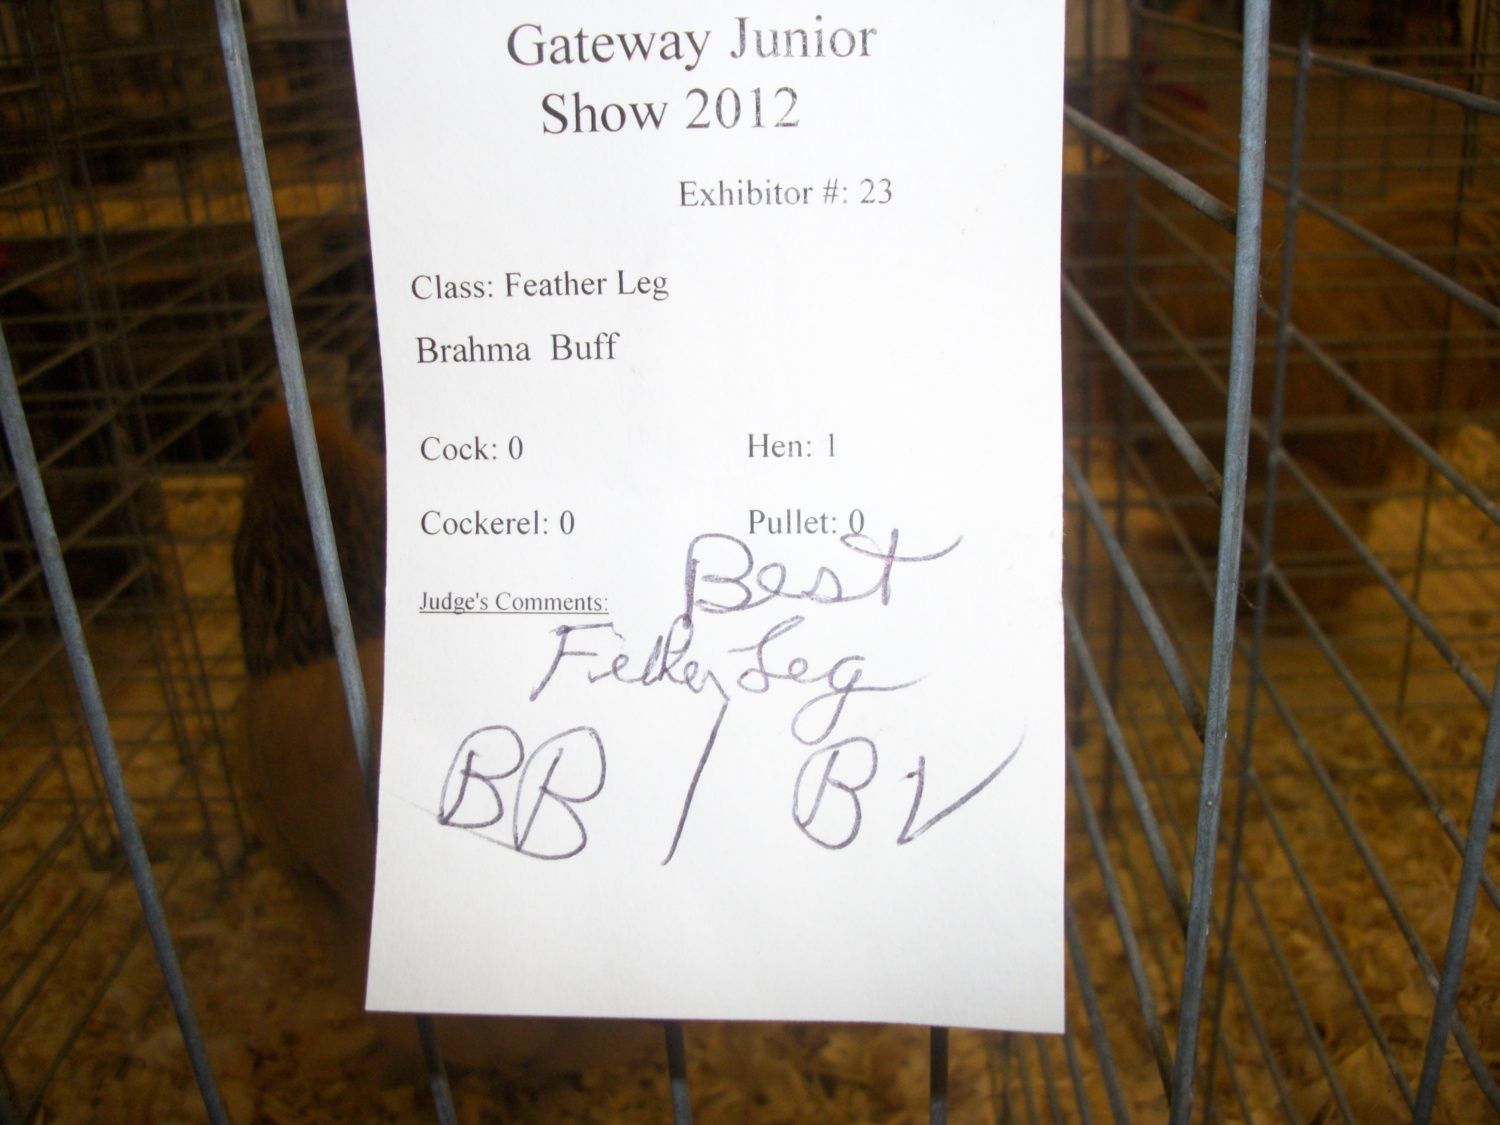 Gateway Junior
Show 2012
Exhibitor #: 23
Class: Feather Leg
Brahma Buff
Cock: 0 Hen: 1
Cockerel: 0 Pullet: 0
Judge's Comments: Best
Fether Leg
BB / BV